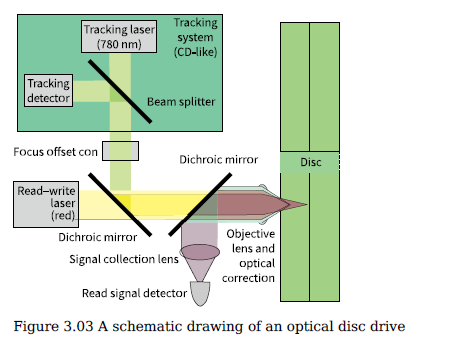 Tracking laser
(780 nm)
Tracking
system
(CD-like)
Tracking
detector
Beam splitter
Focus offset con
Dichroic mirror
Disc
Read–write
laser
(red)
Dichroic mirror
Signal collection lens
Objective
lens and
optical
correction
Read signal detector
Figure 3.03 A schematic drawing of an optical disc drive